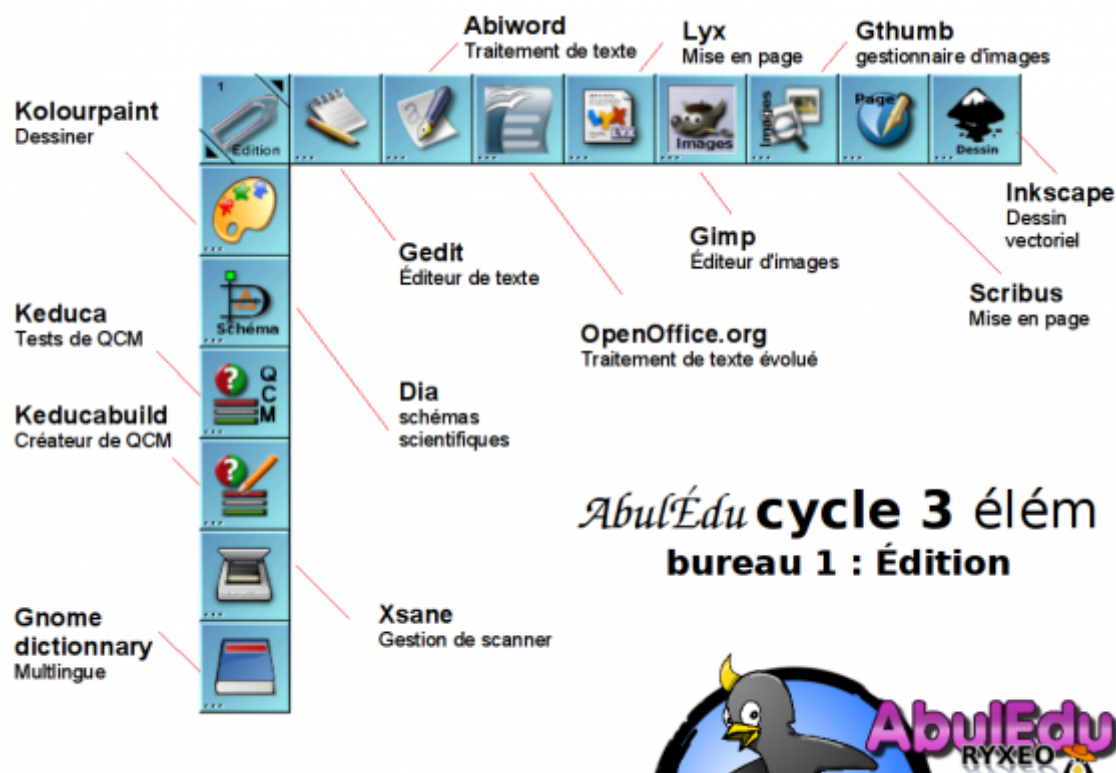 Abiword
Traitement de texte
Lyx
Mise en page
Gthumb
gestionnaire d'images
Kolourpaint
Dessiner
1
Edition
LYX
Images
Images
Page
Dessin
Inkscape
Dessin
vectoriel
Gedit
Éditeur de texte
Gimp
Éditeur d'images
Scribus
Mise en page
Schéma
Keduca
Tests de QCM
OpenOffice.org
Traitement de texte évolué
QCM
Dia
schémas
scientifiques
Keducabuild
Créateur de QCM
AbulÉdu cycle 3 élém
bureau 1 : Édition
Xsane
Gestion de scanner
Gnome
dictionnary
Multlingue
AbulEdu
RYXEO